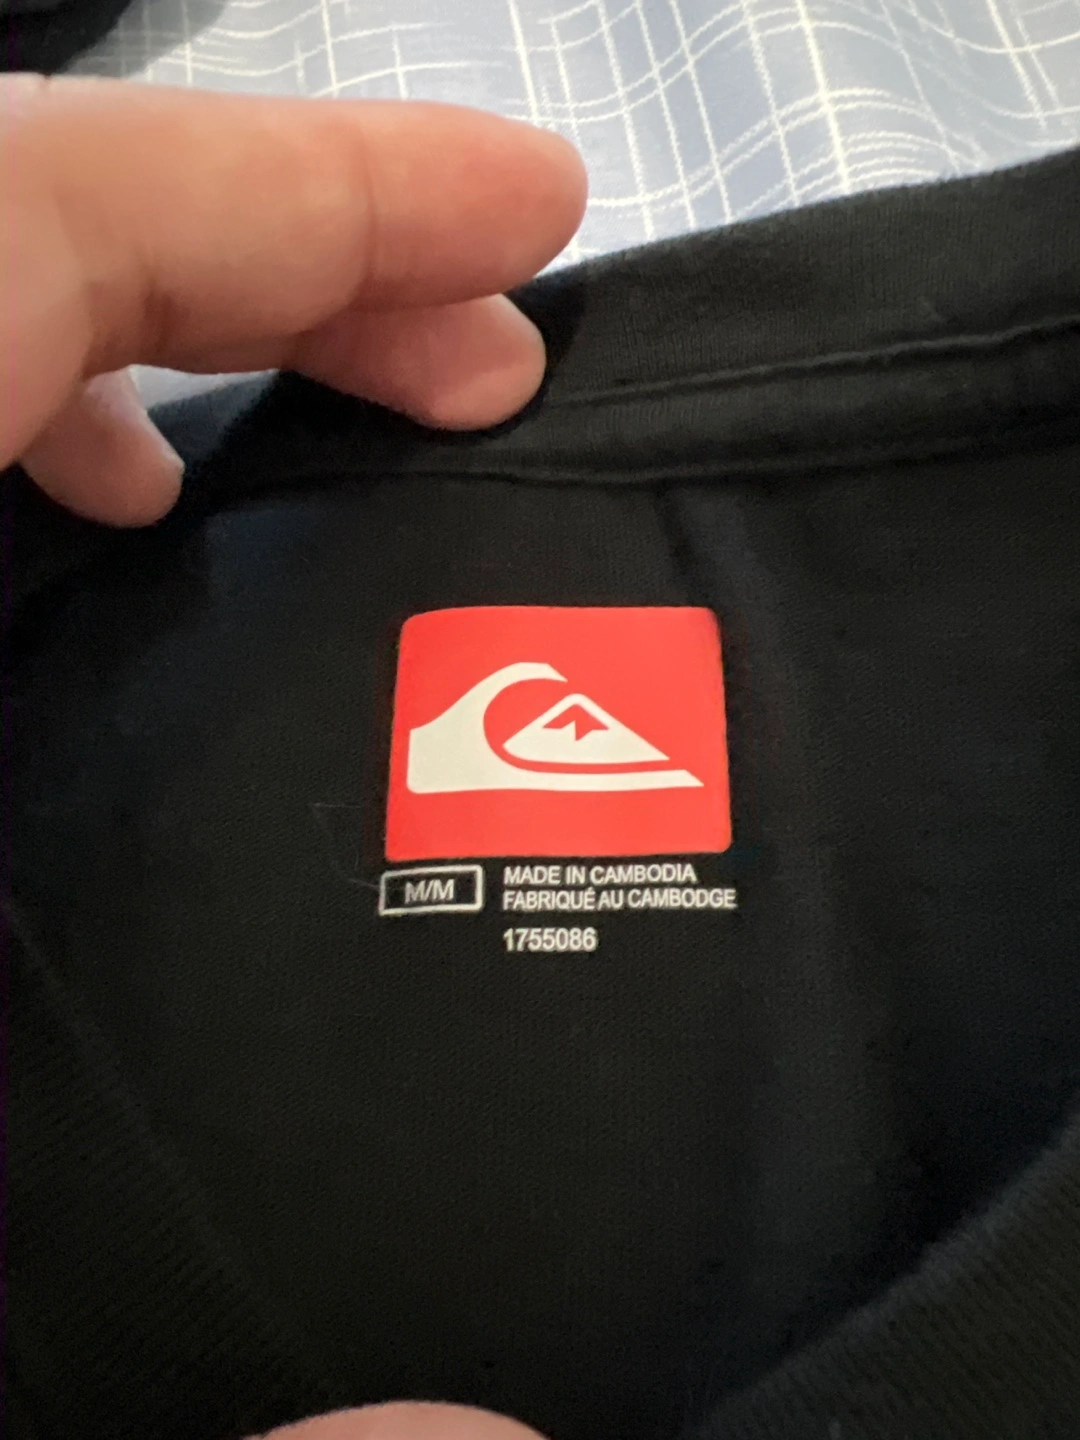 M/M
MADE IN CAMBODIA
FABRIQUÉ AU CAMBODGE
1755086